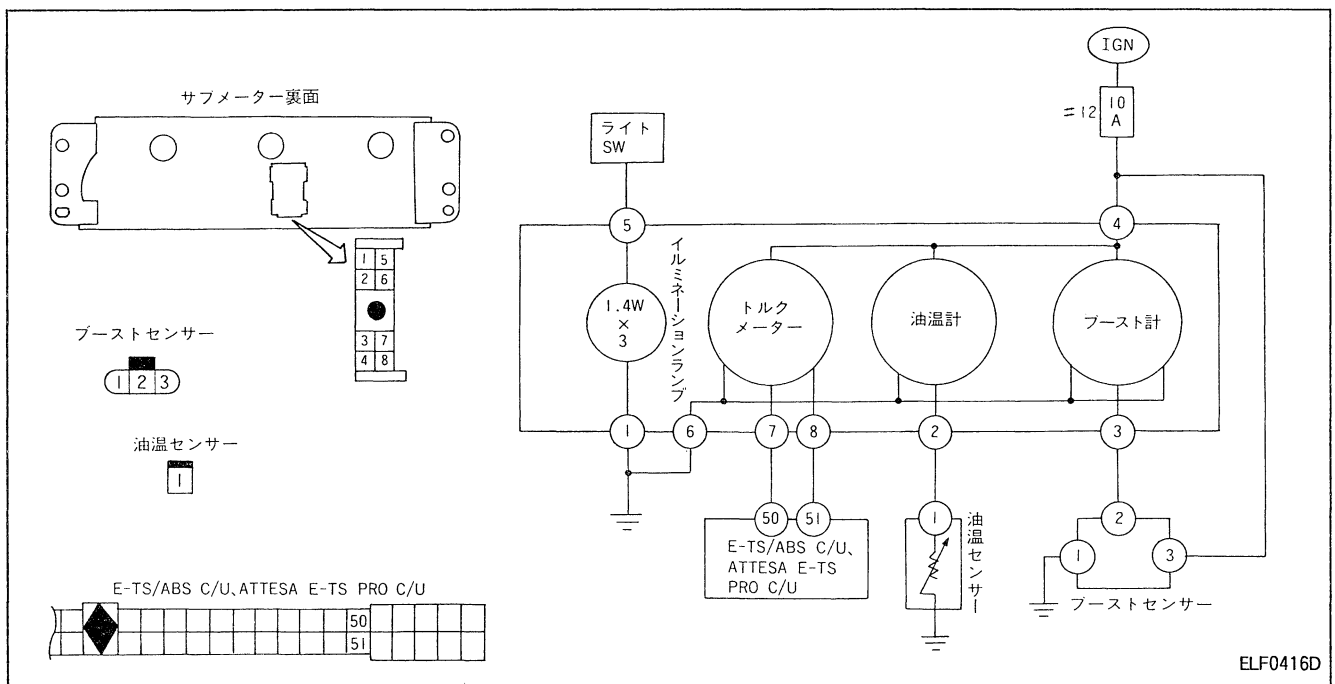 サブメーター裏面
1 5
2 6
3 7
4 8
ブーストセンサー
1 2 3
油温センサー
1
E-TS/ABS C/U、ATTESA E-TS PRO C/U
50
51
IGN
#12
10
A
ライト
SW
5
4
イルミネーションランプ
1.4W
×
3
トルク
メーター
油温計
ブースト計
1
6
7
8
2
3
50
51
E-TS/ABS C/U、
ATTESA E-TS
PRO C/U
1
油温センサー
2
1
3
ブーストセンサー
ELF0416D